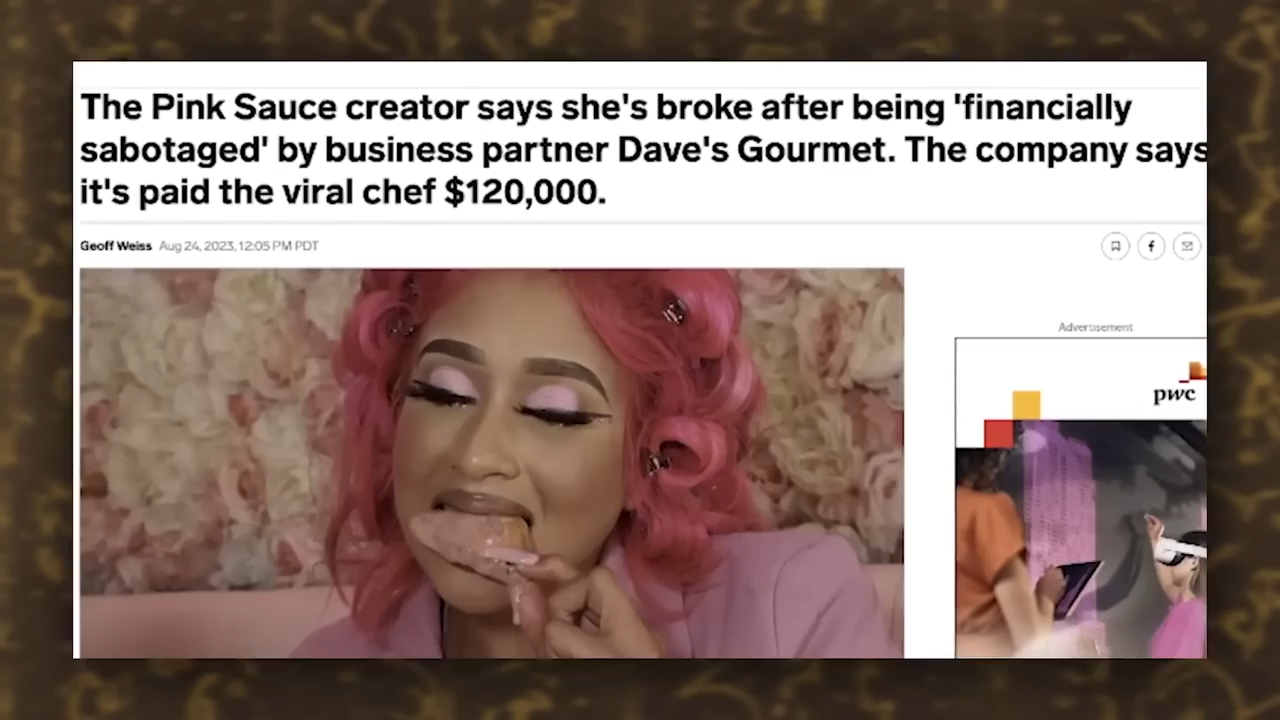 The Pink Sauce creator says she's broke after being 'financially
sabotaged' by business partner Dave's Gourmet. The company says
it's paid the viral chef $120,000.
Geoff Weiss Aug 24, 2023, 12:05 PM PDT
Advertisement
pwc